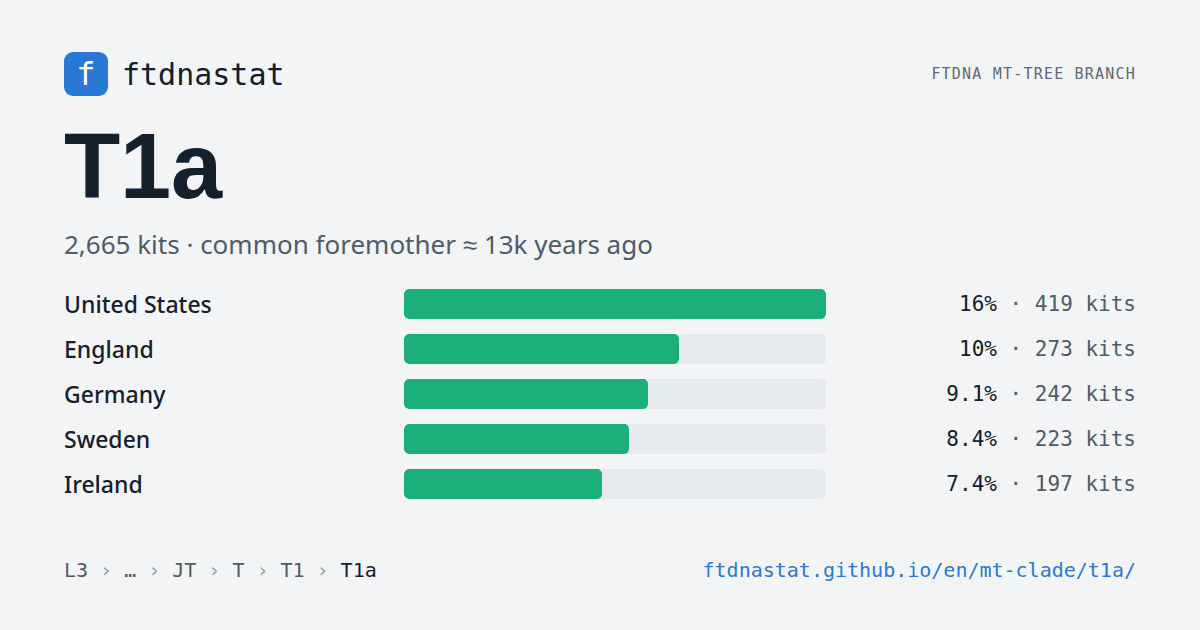 f ftdnastat
FTDNA MT-TREE BRANCH
T1a
2,665 kits · common foremother ≈ 13k years ago
United States 16% · 419 kits
England 10% · 273 kits
Germany 9.1% · 242 kits
Sweden 8.4% · 223 kits
Ireland 7.4% · 197 kits
L3 › … › JT › T › T1 › T1a
ftdnastat.github.io/en/mt-clade/t1a/